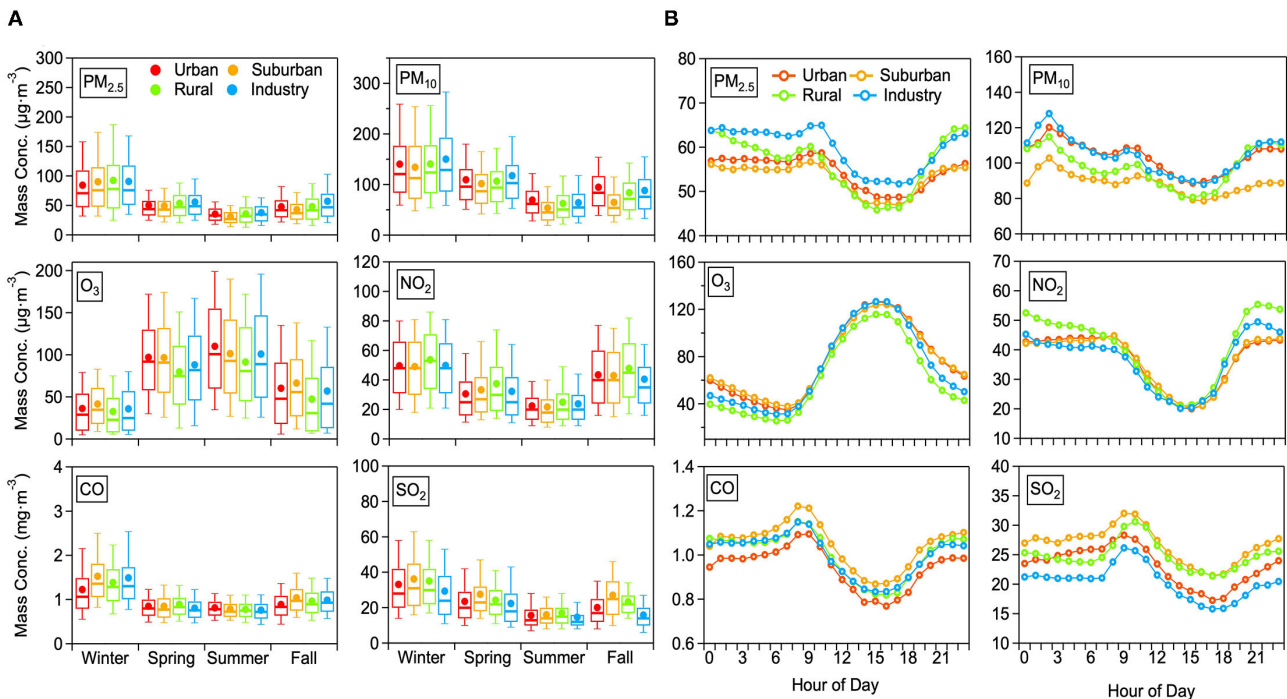 A
B
Mass Conc. (µg·m⁻³)
300
250
200
150
100
50
0
PM₂.₅
Urban
Suburban
Rural
Industry
300
200
100
0
PM₁₀
Mass Conc. (µg·m⁻³)
200
150
100
50
0
O₃
120
100
80
60
40
20
0
NO₂
Mass Conc. (mg·m⁻³)
4
3
2
1
0
CO
Winter
Spring
Summer
Fall
100
80
60
40
20
0
SO₂
Winter
Spring
Summer
Fall
80
70
60
50
40
PM₂.₅
Urban
Suburban
Rural
Industry
160
140
120
100
80
60
PM₁₀
160
120
80
40
O₃
70
60
50
40
30
20
10
NO₂
1.4
1.2
1.0
0.8
0.6
CO
0
3
6
9
12
15
18
21
Hour of Day
40
35
30
25
20
15
10
SO₂
0
3
6
9
12
15
18
21
Hour of Day